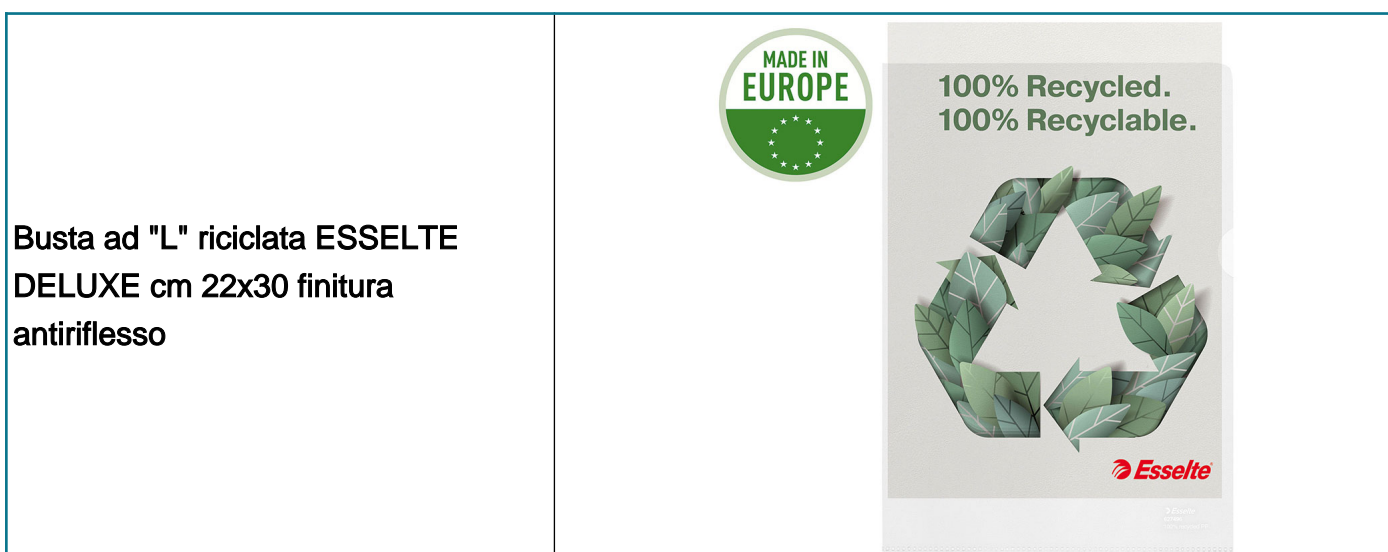 Busta ad "L" riciclata ESSELTE
DELUXE cm 22x30 finitura
antiriflesso
MADE IN
EUROPE
100% Recycled.
100% Recyclable.
Esselte